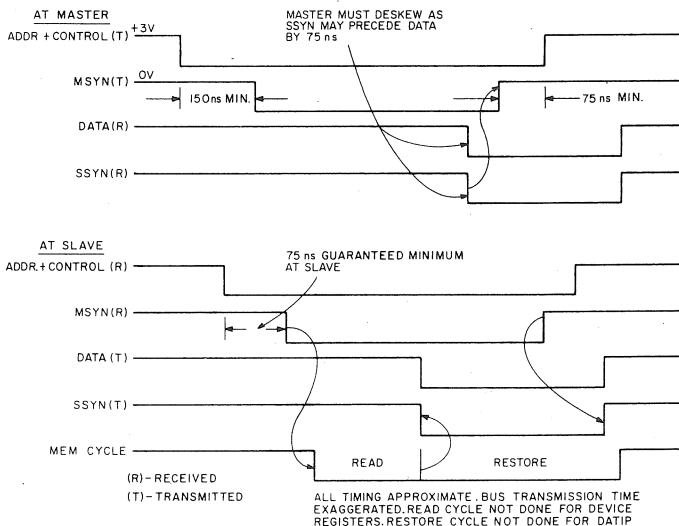 AT MASTER
ADDR + CONTROL (T) +3V
MASTER MUST DESKEW AS
SSYN MAY PRECEDE DATA
BY 75 ns
MSYN(T) 0V
150ns MIN.
75 ns MIN.
DATA(R)
SSYN(R)
AT SLAVE
ADDR.+CONTROL (R)
75 ns GUARANTEED MINIMUM
AT SLAVE
MSYN(R)
DATA(T)
SSYN(T)
MEM CYCLE
READ
RESTORE
(R)-RECEIVED
(T)-TRANSMITTED
ALL TIMING APPROXIMATE. BUS TRANSMISSION TIME
EXAGGERATED. READ CYCLE NOT DONE FOR DEVICE
REGISTERS. RESTORE CYCLE NOT DONE FOR DATIP